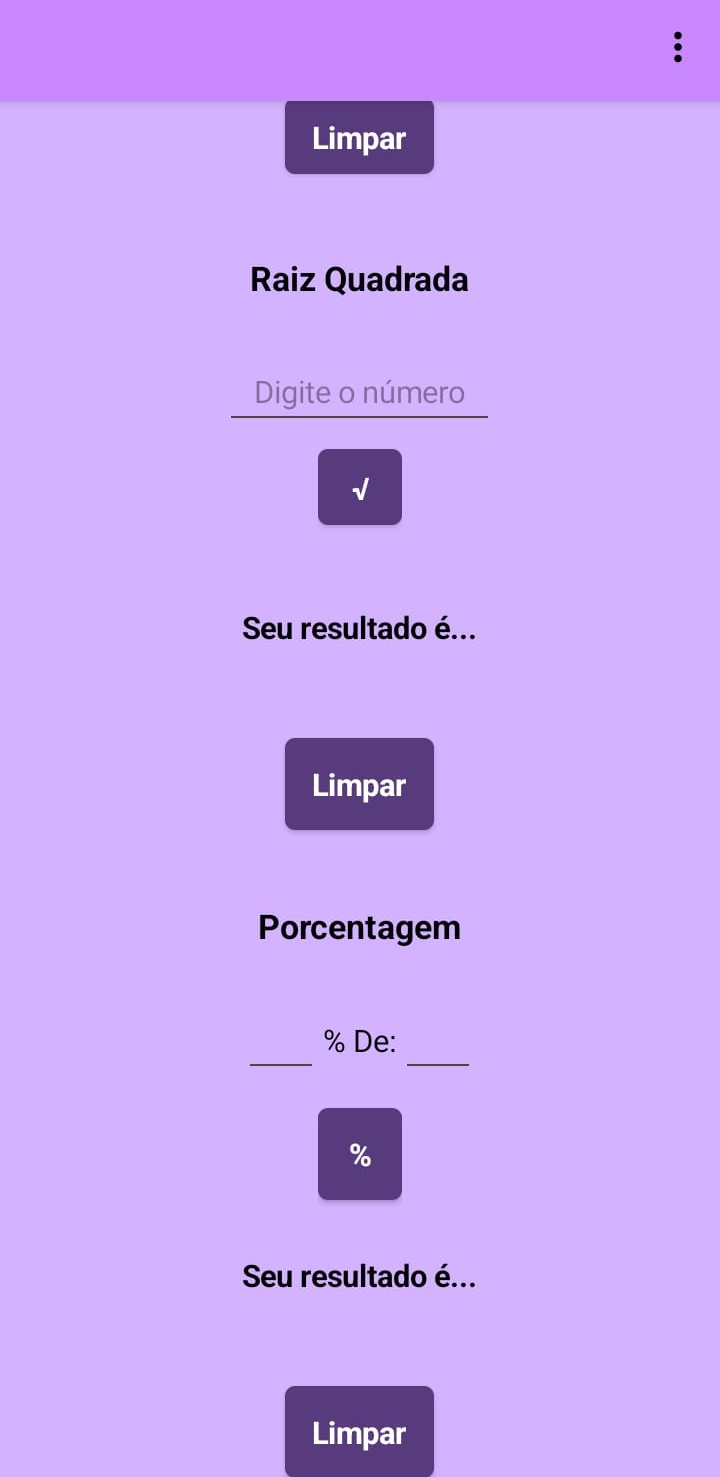 Limpar
Raiz Quadrada
Digite o número
√
Seu resultado é...
Limpar
Porcentagem
% De:
%
Seu resultado é...
Limpar